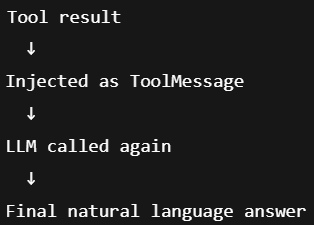 Tool result
↓
Injected as ToolMessage
↓
LLM called again
↓
Final natural language answer